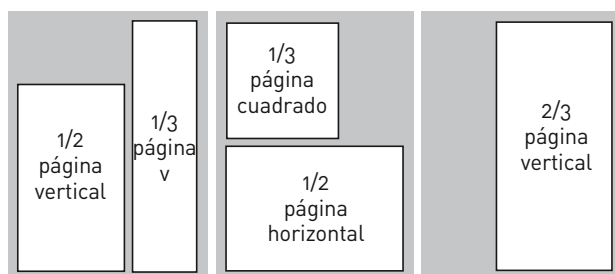 1/2
página
vertical
1/3
página
v
1/3
página
cuadrado
1/2
página
horizontal
2/3
página
vertical